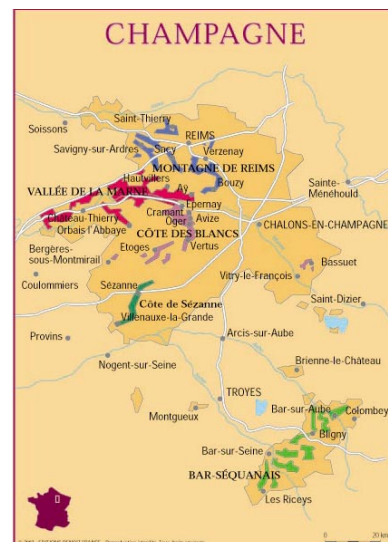 CHAMPAGNE
Saint-Thierry
Soissons
REIMS
Savigny-sur-Ardres
Sacy
Verzenay
MONTAGNE DE REIMS
Hautvillers
Sainte-
Ménehould
VALLÉE DE LA MARNE
Aÿ
Bouzy
Epernay
Château-Thierry
Cramant
Avize
Oger
Orbais l'Abbaye
CHALONS-EN-CHAMPAGNE
CÔTE DES BLANCS
Bergères-
sous-Montmirail
Etoges
Vertus
Bassuet
Coulommiers
Vitry-le-François
Sézanne
Saint-Dizier
Côte de Sézanne
Villenauxe-la-Grande
Provins
Arcis-sur-Aube
Nogent-sur-Seine
Brienne-le-Château
TROYES
Montgueux
Bar-sur-Aube
Colombey
Bligny
Bar-sur-Seine
BAR-SÉQUANAIS
Les Riceys
0
20 km